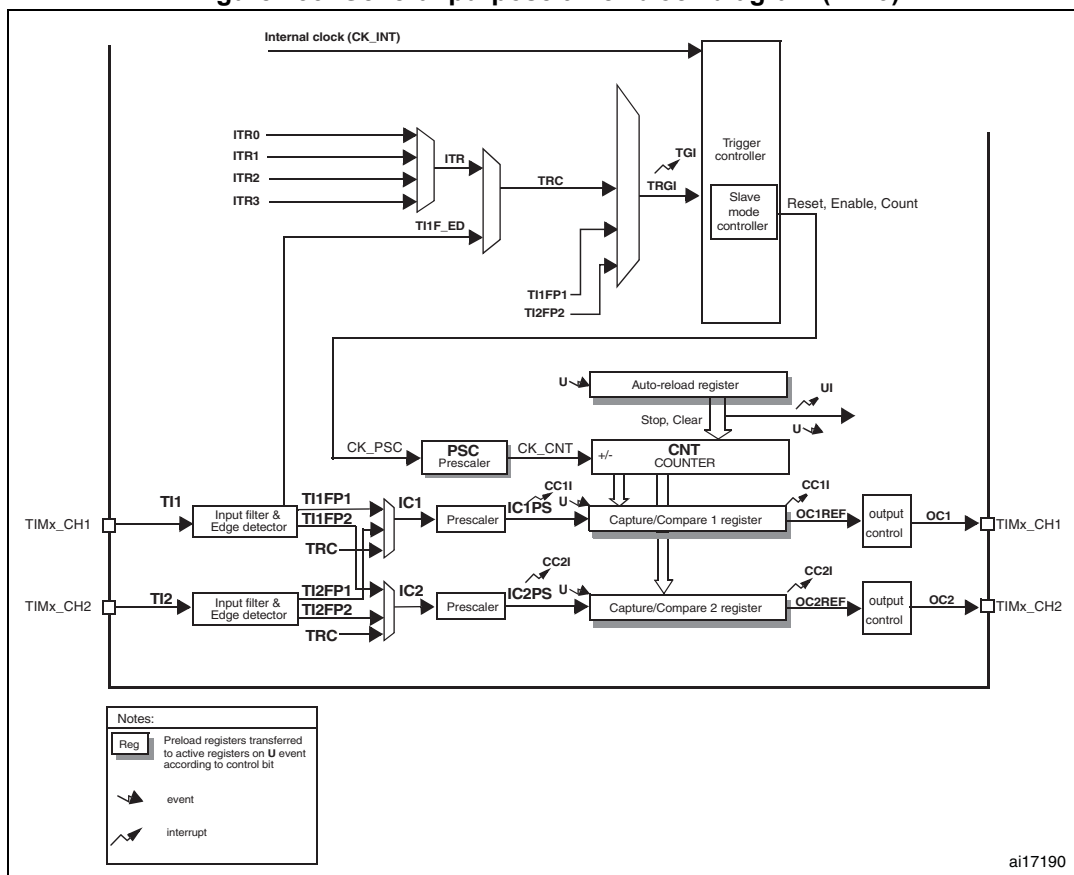 Internal clock (CK_INT)
Trigger
controller
ITR0
ITR1
ITR2
ITR3
ITR
TRC
TI1F_ED
TGI
TRGI
Slave
mode
controller
Reset, Enable, Count
TI1FP1
TI2FP2
U
Auto-reload register
Stop, Clear
UI
U
CK_PSC
PSC
Prescaler
CK_CNT
+/-
CNT
COUNTER
TIMx_CH1
TI1
Input filter &
Edge detector
TI1FP1
TI1FP2
TRC
IC1
Prescaler
CC1I
IC1PS
U
Capture/Compare 1 register
CC1I
OC1REF
output
control
OC1
TIMx_CH1
TIMx_CH2
TI2
Input filter &
Edge detector
TI2FP1
TI2FP2
TRC
IC2
Prescaler
CC2I
IC2PS
U
Capture/Compare 2 register
CC2I
OC2REF
output
control
OC2
TIMx_CH2
Notes:
Reg
Preload registers transferred
to active registers on U event
according to control bit
event
interrupt
ai17190